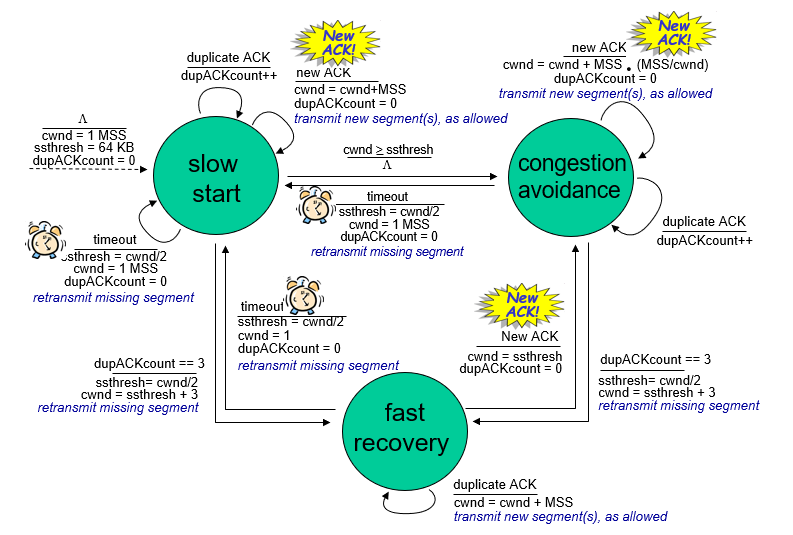 New
ACK!
duplicate ACK
dupACKcount++
new ACK
cwnd = cwnd+MSS
dupACKcount = 0
transmit new segment(s), as allowed
New
ACK!
new ACK
cwnd = cwnd + MSS • (MSS/cwnd)
dupACKcount = 0
transmit new segment(s), as allowed
Λ
cwnd = 1 MSS
ssthresh = 64 KB
dupACKcount = 0
slow
start
cwnd ≥ ssthresh
Λ
timeout
ssthresh = cwnd/2
cwnd = 1 MSS
dupACKcount = 0
retransmit missing segment
congestion
avoidance
duplicate ACK
dupACKcount++
timeout
ssthresh = cwnd/2
cwnd = 1 MSS
dupACKcount = 0
retransmit missing segment
timeout
ssthresh = cwnd/2
cwnd = 1
dupACKcount = 0
retransmit missing segment
New
ACK!
New ACK
cwnd = ssthresh
dupACKcount = 0
dupACKcount == 3
ssthresh= cwnd/2
cwnd = ssthresh + 3
retransmit missing segment
dupACKcount == 3
ssthresh= cwnd/2
cwnd = ssthresh + 3
retransmit missing segment
fast
recovery
duplicate ACK
cwnd = cwnd + MSS
transmit new segment(s), as allowed